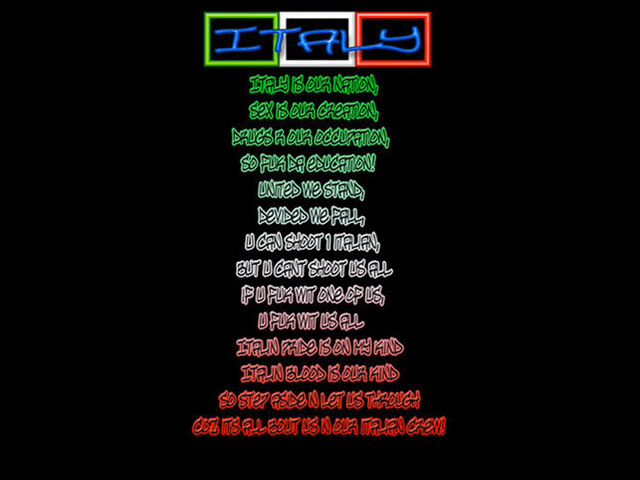 ITALY
ITALY IS OUR NATION,
SEX IS OUR CREATION,
DRUGS R OUR OCCUPATION,
SO FUK DA EDUCATION!
UNITED WE STAND,
DEVIDED WE FALL,
U CAN SHOOT 1 ITALIAN,
BUT U CANT SHOOT US ALL
IF U FUK WIT ONE OF US,
U FUK WIT US ALL
ITALIN PRIDE IS ON MY MIND
ITALIN BLOOD IS OUR KIND
SO STEP ASIDE N LET US THROUGH
COZ ITS ALL BOUT US N OUR ITALIAN CREW!